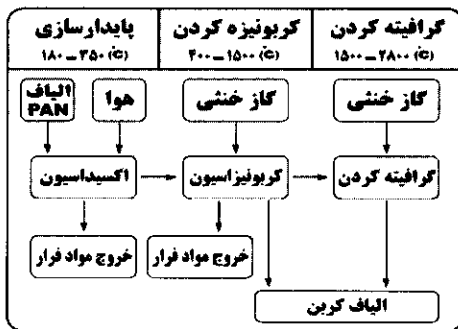 پایدارسازی
۱۸۰ – ۳۵۰ (C̊)
کربونیزه کردن
۴۰۰ – ۱۵۰۰ (C̊)
گرافیته کردن
۱۵۰۰ – ۲۸۰۰ (C̊)
الیاف
PAN
هوا
گاز خنثی
گاز خنثی
اکسیداسیون
کربونیزاسیون
گرافیته کردن
خروج مواد فرار
خروج مواد فرار
الیاف کربن